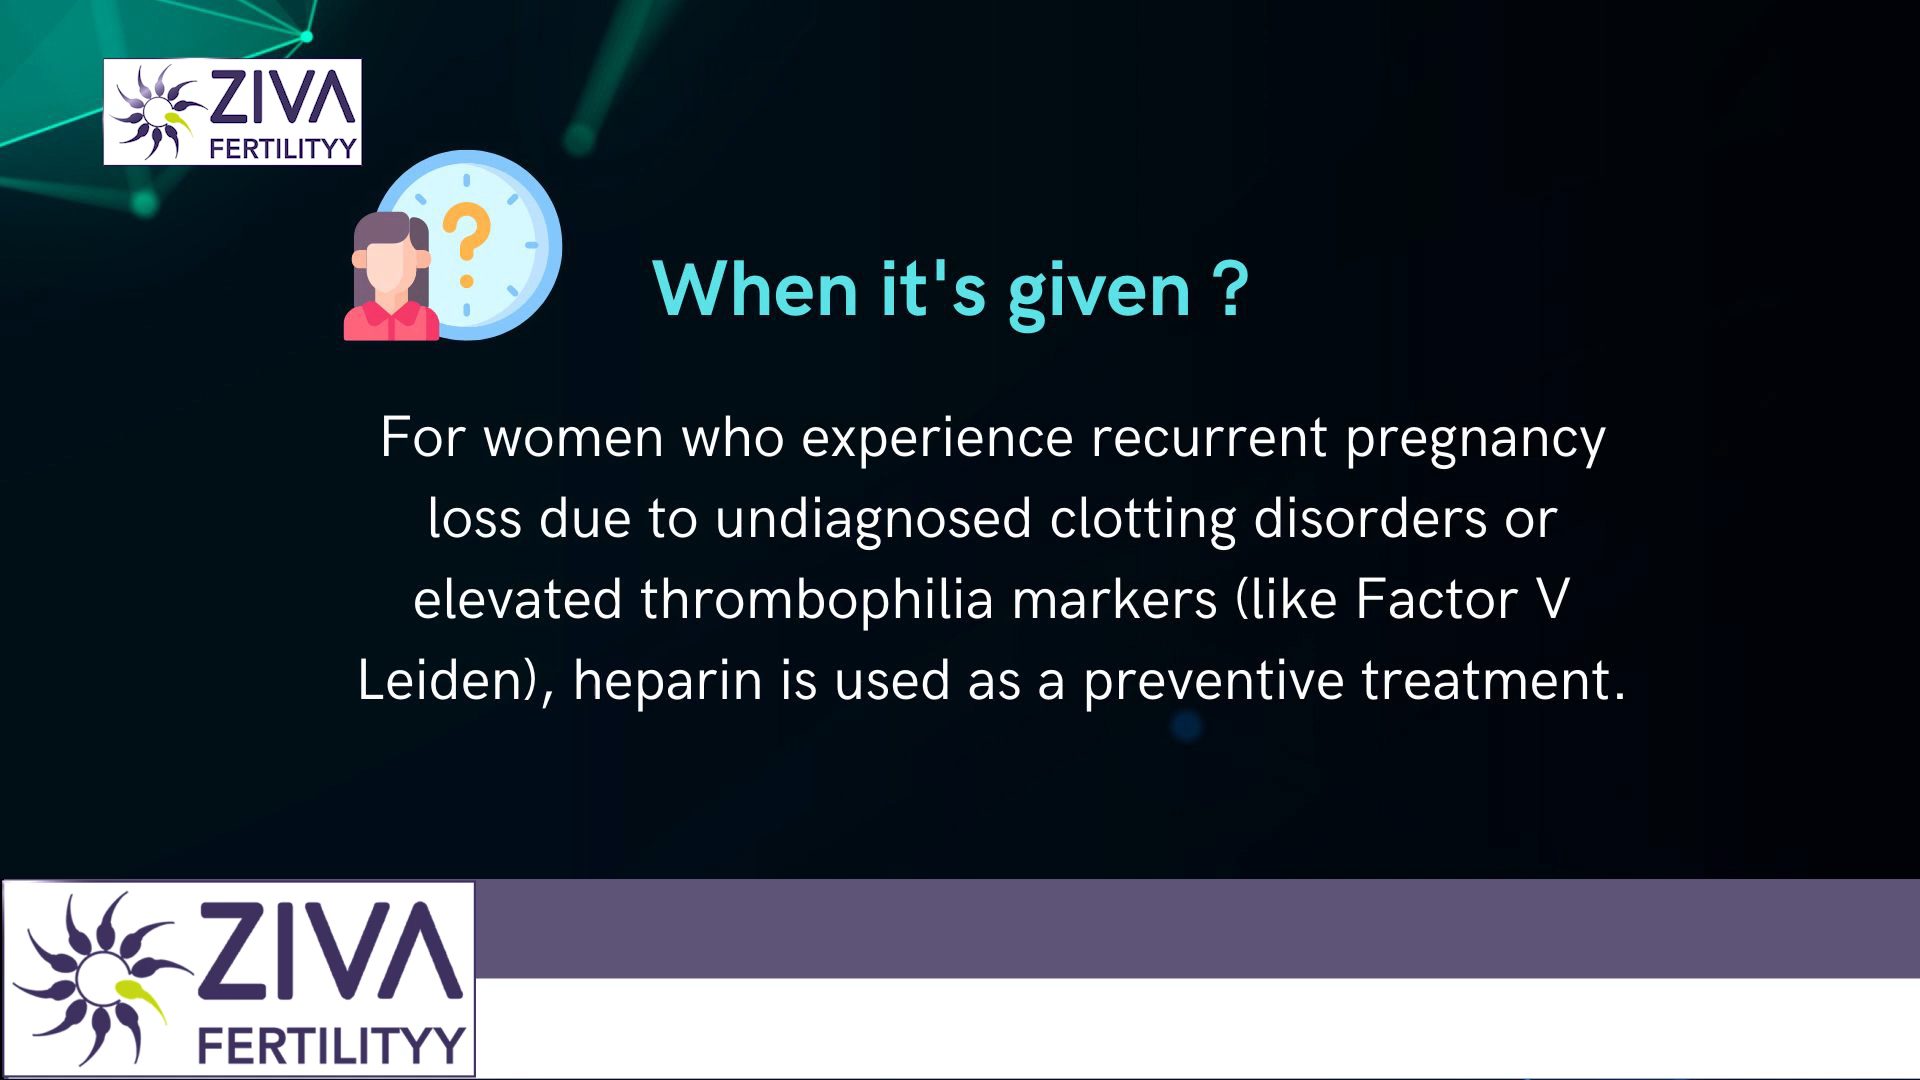 ZIVA
FERTILITYY
?
When it's given ?
For women who experience recurrent pregnancy
loss due to undiagnosed clotting disorders or
elevated thrombophilia markers (like Factor V
Leiden), heparin is used as a preventive treatment.
ZIVA
FERTILITYY